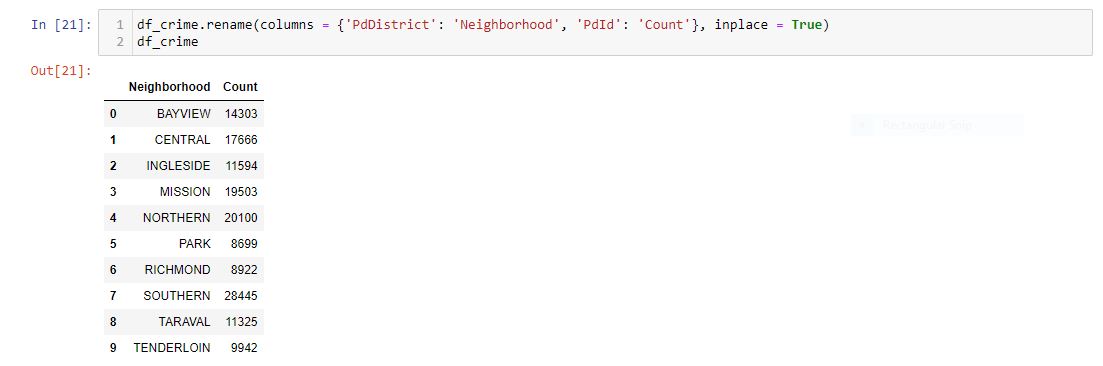 In [21]: 1 df_crime.rename(columns = {'PdDistrict': 'Neighborhood', 'PdId': 'Count'}, inplace = True)
2 df_crime
Out[21]:
Neighborhood Count
0 BAYVIEW 14303
1 CENTRAL 17666
2 INGLESIDE 11594
3 MISSION 19503
4 NORTHERN 20100
5 PARK 8699
6 RICHMOND 8922
7 SOUTHERN 28445
8 TARAVAL 11325
9 TENDERLOIN 9942
Rectangular Snip